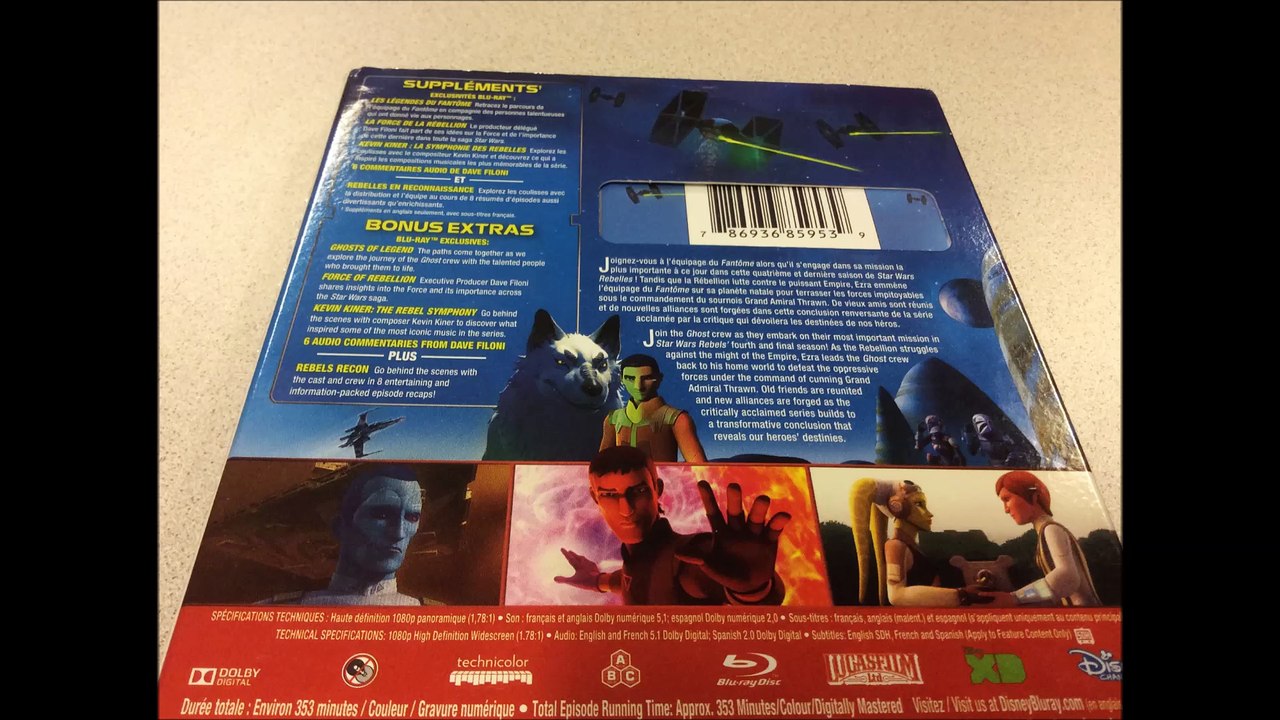 SUPPLÉMENTS*
EXCLUSIVITÉS BLU-RAY™ :
LES LÉGENDES DU FANTÔME Retracez le parcours de
l'équipage du Fantôme en compagnie des personnes talentueuses
qui ont donné vie aux personnages.
LA FORCE DE LA RÉBELLION Le producteur délégué
Dave Filoni fait part de ses idées sur la Force et de l'importance
de cette dernière dans toute la saga Star Wars.
KEVIN KINER : LA SYMPHONIE DES REBELLES Explorez les
coulisses avec le compositeur Kevin Kiner et découvrez ce qui a
inspiré les compositions musicales les plus mémorables de la série.
6 COMMENTAIRES AUDIO DE DAVE FILONI
ET
REBELLES EN RECONNAISSANCE Explorez les coulisses avec
la distribution et l'équipe au cours de 8 résumés d'épisodes aussi
divertissants qu'enrichissants.
* Suppléments en anglais seulement, avec sous-titres français.
BONUS EXTRAS
BLU-RAY™ EXCLUSIVES:
GHOSTS OF LEGEND The paths come together as we
explore the journey of the Ghost crew with the talented people
who brought them to life.
FORCE OF REBELLION Executive Producer Dave Filoni
shares insights into the Force and its importance across
the Star Wars saga.
KEVIN KINER: THE REBEL SYMPHONY Go behind
the scenes with composer Kevin Kiner to discover what
inspired some of the most iconic music in the series.
6 AUDIO COMMENTARIES FROM DAVE FILONI
PLUS
REBELS RECON Go behind the scenes with
the cast and crew in 8 entertaining and
information-packed episode recaps!
7 86936 85953 9
Joignez-vous à l'équipage du Fantôme alors qu'il s'engage dans sa mission la
plus importante à ce jour dans cette quatrième et dernière saison de Star Wars
Rebelles ! Tandis que la Rébellion lutte contre le puissant Empire, Ezra emmène
l'équipage du Fantôme sur sa planète natale pour terrasser les forces impitoyables
sous le commandement du sournois Grand Amiral Thrawn. De vieux amis sont réunis
et de nouvelles alliances sont forgées dans cette conclusion renversante de la série
acclamée par la critique qui dévoilera les destinées de nos héros.
Join the Ghost crew as they embark on their most important mission in
Star Wars Rebels' fourth and final season! As the Rebellion struggles
against the might of the Empire, Ezra leads the Ghost crew
back to his home world to defeat the oppressive
forces under the command of cunning Grand
Admiral Thrawn. Old friends are reunited
and new alliances are forged as the
critically acclaimed series builds to
a transformative conclusion that
reveals our heroes' destinies.
SPÉCIFICATIONS TECHNIQUES : Haute définition 1080p panoramique (1,78:1) • Son : français et anglais Dolby numérique 5,1; espagnol Dolby numérique 2,0 • Sous-titres : français, anglais (malent.) et espagnol (s'appliquent uniquement au contenu principal
TECHNICAL SPECIFICATIONS: 1080p High Definition Widescreen (1.78:1) • Audio: English and French 5.1 Dolby Digital; Spanish 2.0 Dolby Digital • Subtitles: English SDH, French and Spanish (Apply to Feature Content Only) SDH
DOLBY DIGITAL
technicolor
A B C
Blu-ray Disc
LUCASFILM Ltd
Disney XD
Disney CHAN
Durée totale : Environ 353 minutes / Couleur / Gravure numérique • Total Episode Running Time: Approx. 353 Minutes/Colour/Digitally Mastered Visitez / Visit us at DisneyBluray.com (en anglais